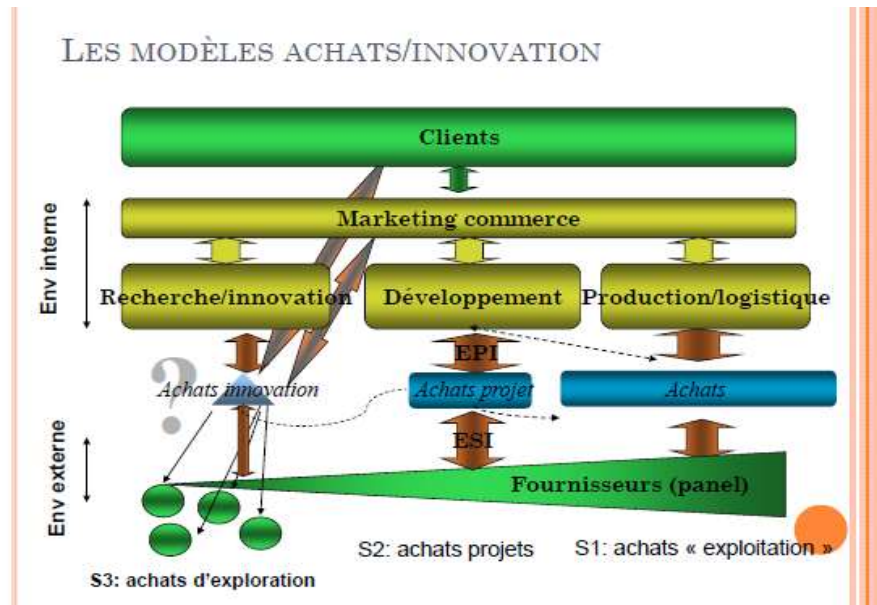 LES MODÈLES ACHATS/INNOVATION
Clients
Env interne
Marketing commerce
Recherche/innovation
Développement
Production/logistique
EPI
?
Achats innovation
Achats projet
Achats
ESI
Env externe
Fournisseurs (panel)
S2: achats projets
S1: achats « exploitation »
S3: achats d'exploration